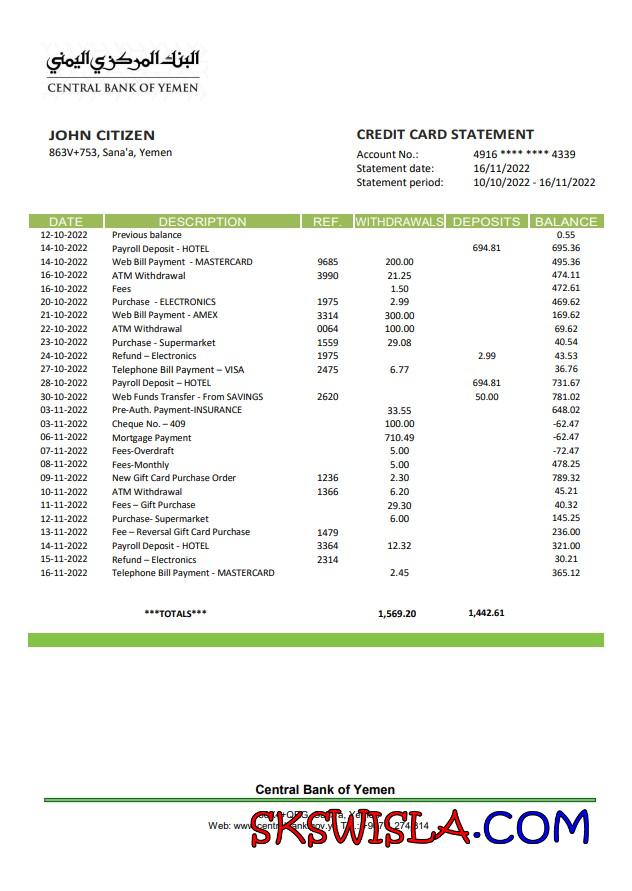 البنك المركزي اليمني
CENTRAL BANK OF YEMEN
JOHN CITIZEN
863V+753, Sana'a, Yemen
CREDIT CARD STATEMENT
Account No.: 4916 **** **** 4339
Statement date: 16/11/2022
Statement period: 10/10/2022 - 16/11/2022
DATE DESCRIPTION REF. WITHDRAWALS DEPOSITS BALANCE
12-10-2022 Previous balance 0.55
14-10-2022 Payroll Deposit - HOTEL 694.81 695.36
14-10-2022 Web Bill Payment - MASTERCARD 9685 200.00 495.36
16-10-2022 ATM Withdrawal 3990 21.25 474.11
16-10-2022 Fees 1.50 472.61
20-10-2022 Purchase - ELECTRONICS 1975 2.99 469.62
21-10-2022 Web Bill Payment - AMEX 3314 300.00 169.62
22-10-2022 ATM Withdrawal 0064 100.00 69.62
23-10-2022 Purchase - Supermarket 1559 29.08 40.54
24-10-2022 Refund – Electronics 1975 2.99 43.53
27-10-2022 Telephone Bill Payment – VISA 2475 6.77 36.76
28-10-2022 Payroll Deposit – HOTEL 694.81 731.67
30-10-2022 Web Funds Transfer - From SAVINGS 2620 50.00 781.02
03-11-2022 Pre-Auth. Payment-INSURANCE 33.55 648.02
03-11-2022 Cheque No. – 409 100.00 -62.47
06-11-2022 Mortgage Payment 710.49 -62.47
07-11-2022 Fees-Overdraft 5.00 -72.47
08-11-2022 Fees-Monthly 5.00 478.25
09-11-2022 New Gift Card Purchase Order 1236 2.30 789.32
10-11-2022 ATM Withdrawal 1366 6.20 45.21
11-11-2022 Fees – Gift Purchase 29.30 40.32
12-11-2022 Purchase- Supermarket 6.00 145.25
13-11-2022 Fee – Reversal Gift Card Purchase 1479 236.00
14-11-2022 Payroll Deposit - HOTEL 3364 12.32 321.00
15-11-2022 Refund – Electronics 2314 30.21
16-11-2022 Telephone Bill Payment - MASTERCARD 2.45 365.12
***TOTALS*** 1,569.20 1,442.61
Central Bank of Yemen
Web:
SKSWISLA.COM